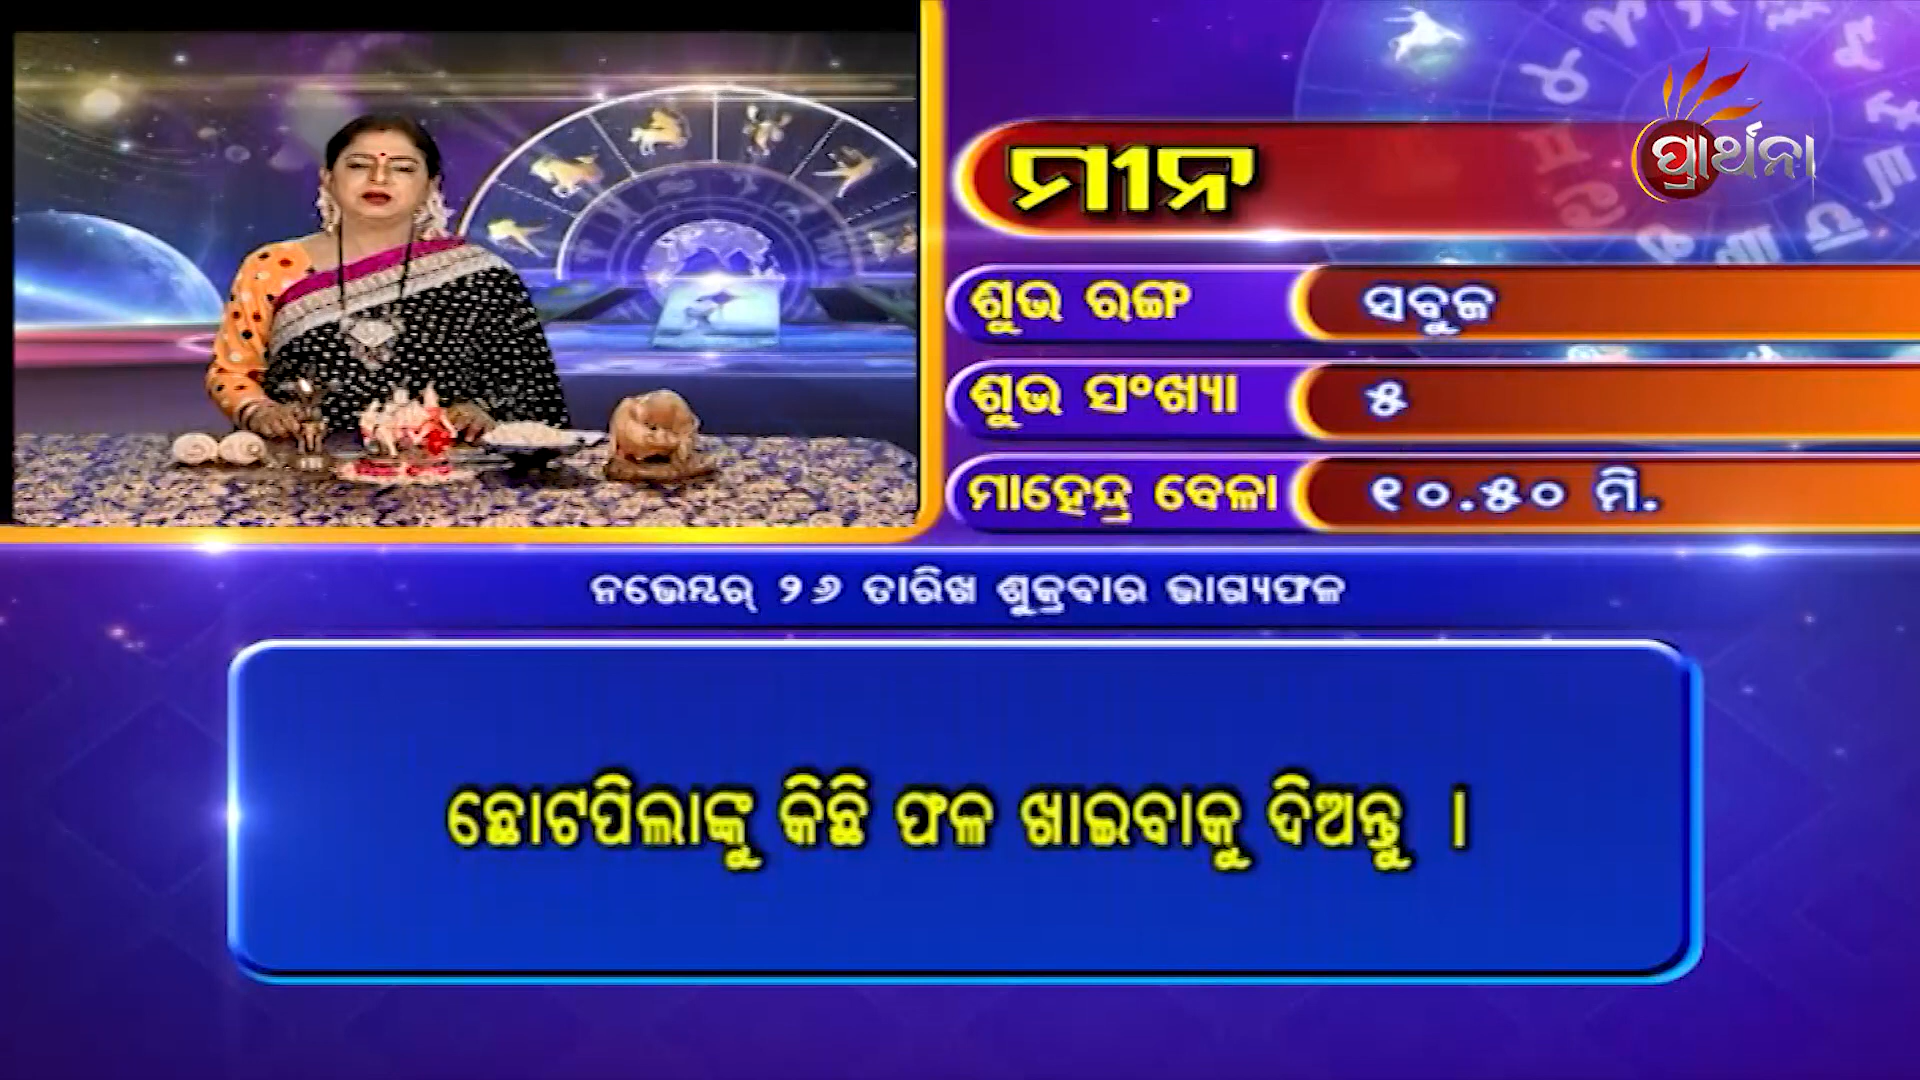 ମୀନ
ପ୍ରାର୍ଥନା
ଶୁଭ ରଙ୍ଗ ସବୁଜ
ଶୁଭ ସଂଖ୍ୟା ୫
ମାହେନ୍ଦ୍ର ବେଳା ୧୦.୫୦ ମି.
ନଭେମ୍ବର୍ ୨୬ ତାରିଖ ଶୁକ୍ରବାର ଭାଗ୍ୟଫଳ
ଛୋଟପିଲାଙ୍କୁ କିଛି ଫଳ ଖାଇବାକୁ ଦିଅନ୍ତୁ ।